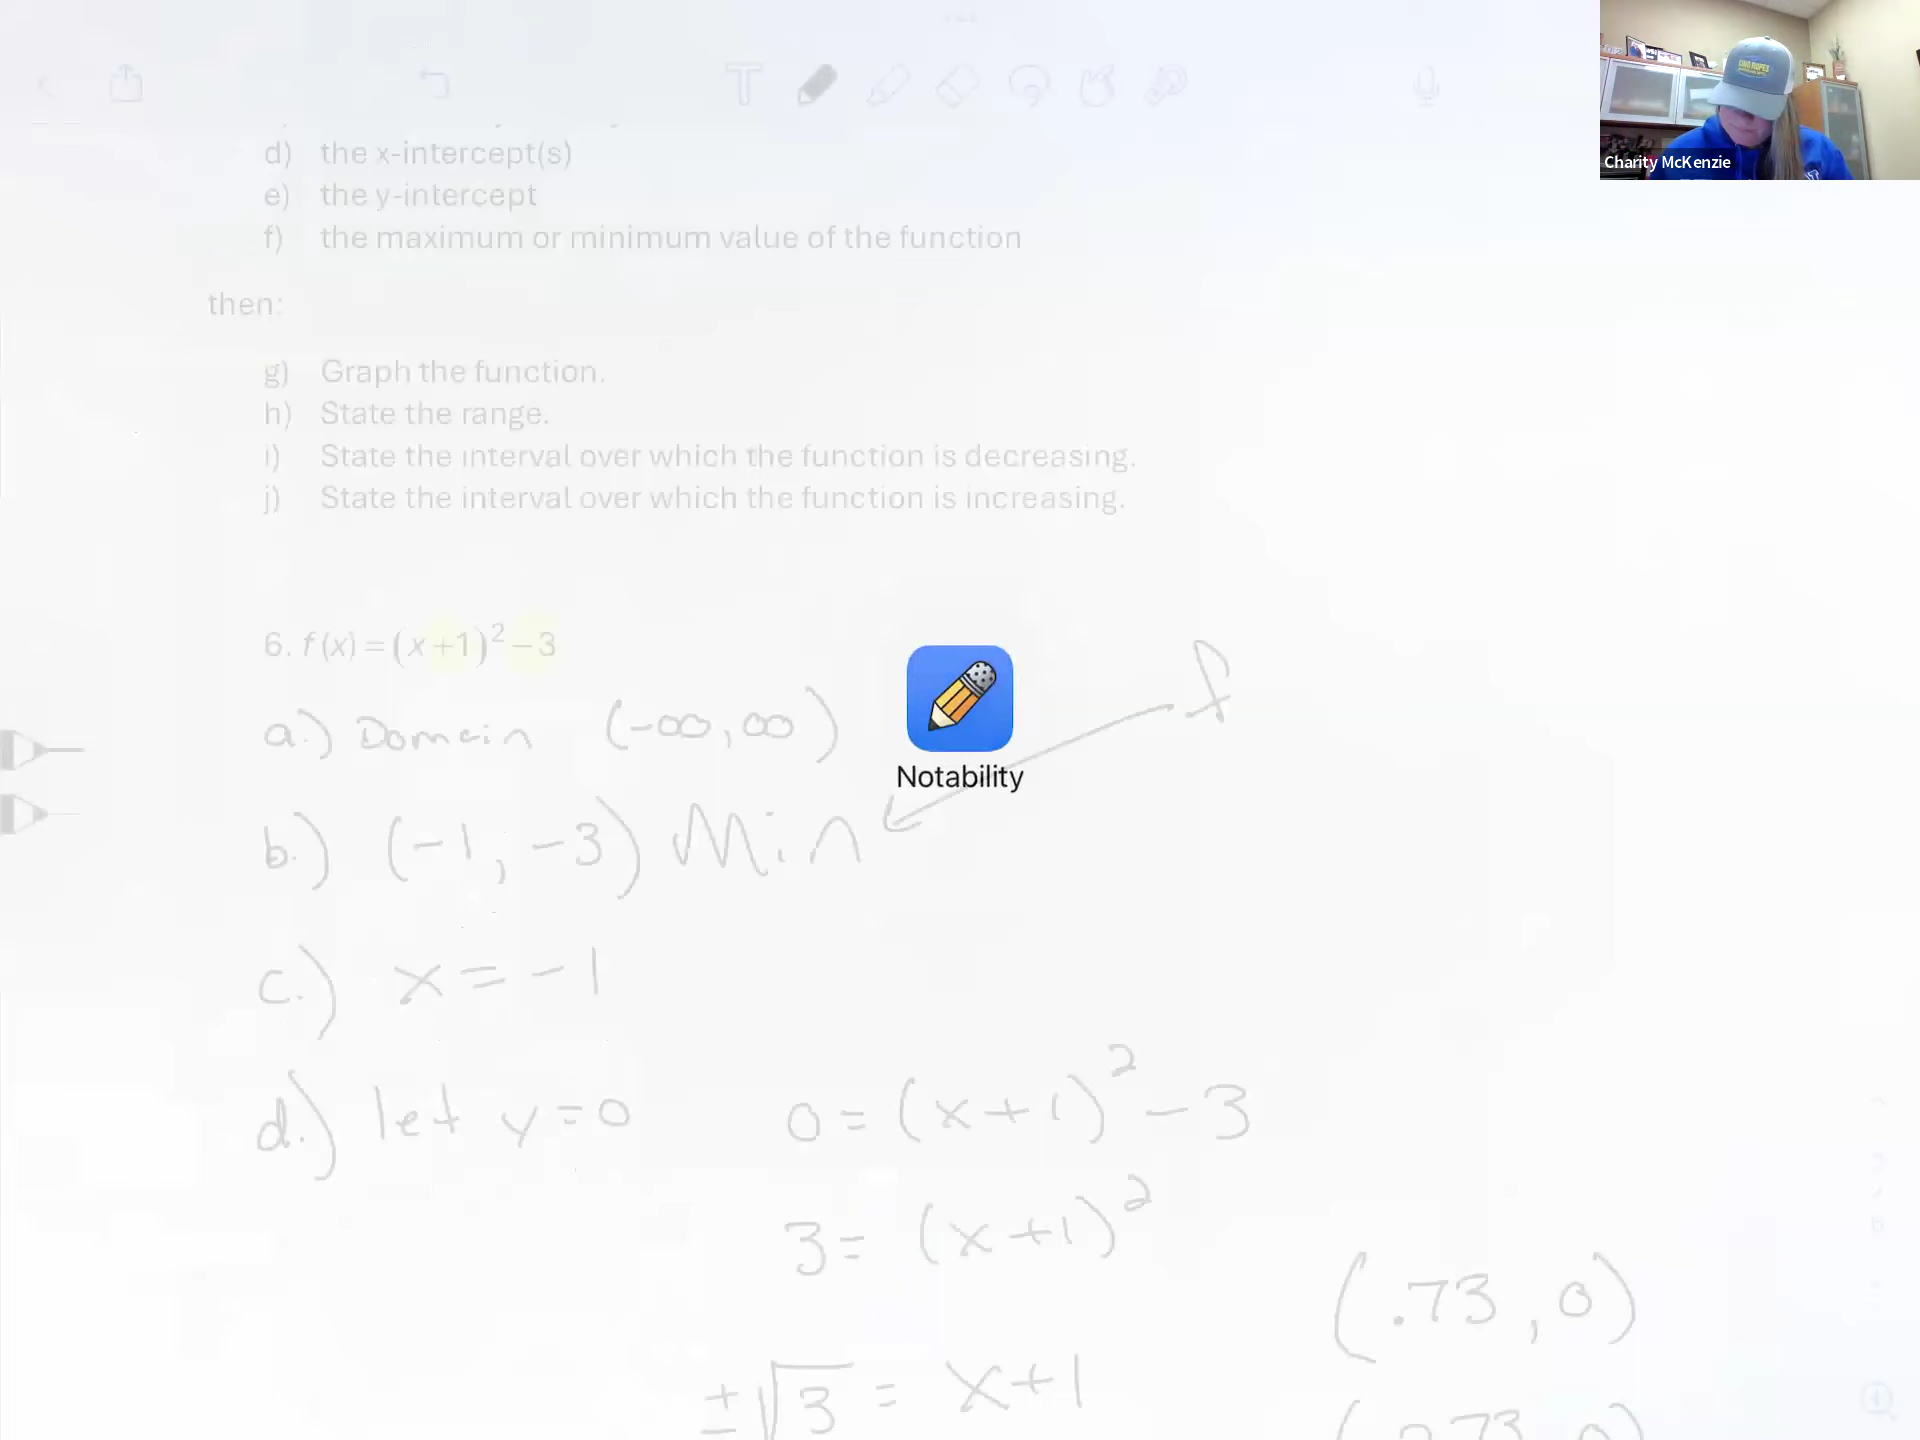 d) the x-intercept(s)
e) the y-intercept
f) the maximum or minimum value of the function
then:
g) Graph the function.
h) State the range.
i) State the interval over which the function is decreasing.
j) State the interval over which the function is increasing.
6. f(x)=(x+1)²-3
a.) Domain (-∞,∞)
f
Notability
b.) (-1, -3) Min
c.) x = -1
d.) let y=0 0=(x+1)²-3
3= (x+1)²
(.73, 0)
±√3 = x+1
Charity McKenzie